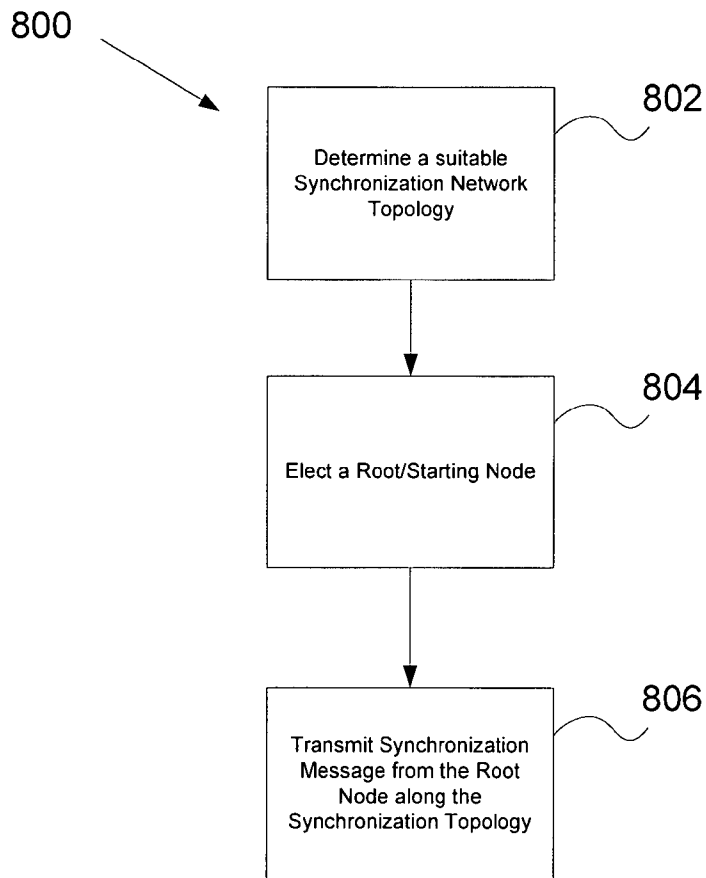 800
802
Determine a suitable
Synchronization Network
Topology
804
Elect a Root/Starting Node
806
Transmit Synchronization
Message from the Root
Node along the
Synchronization Topology